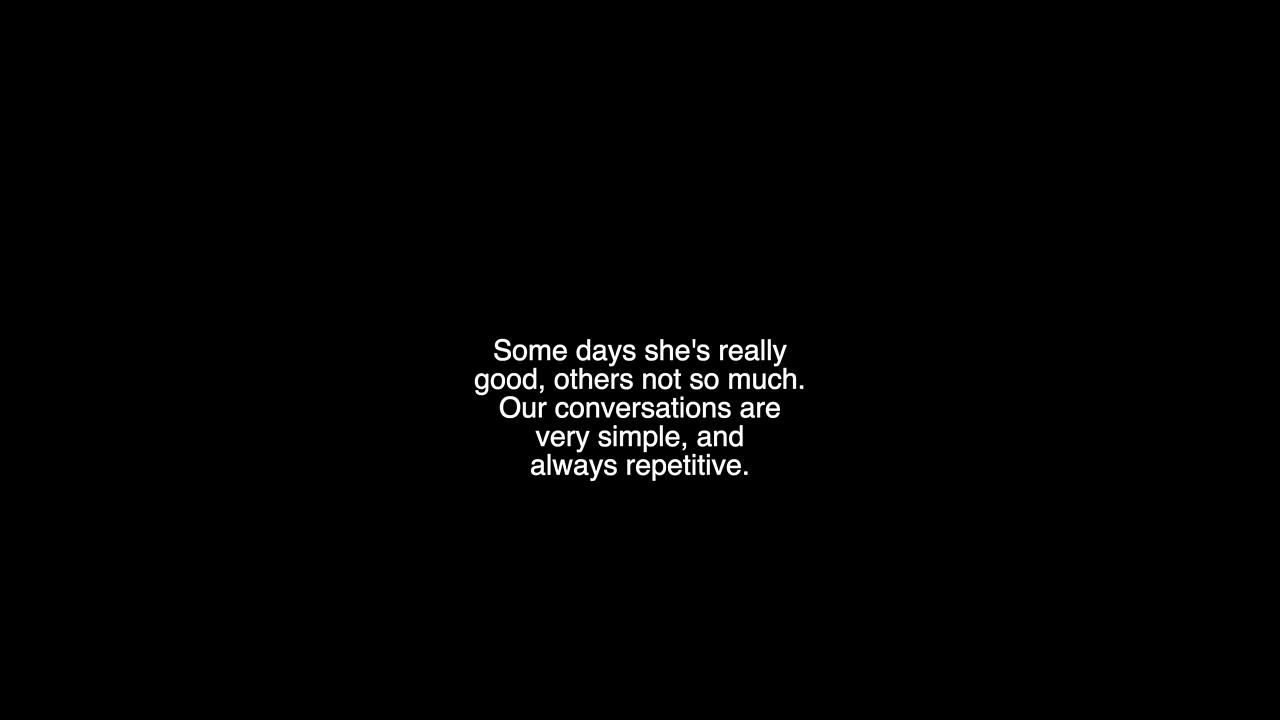 Some days she's really
good, others not so much.
Our conversations are
very simple, and
always repetitive.